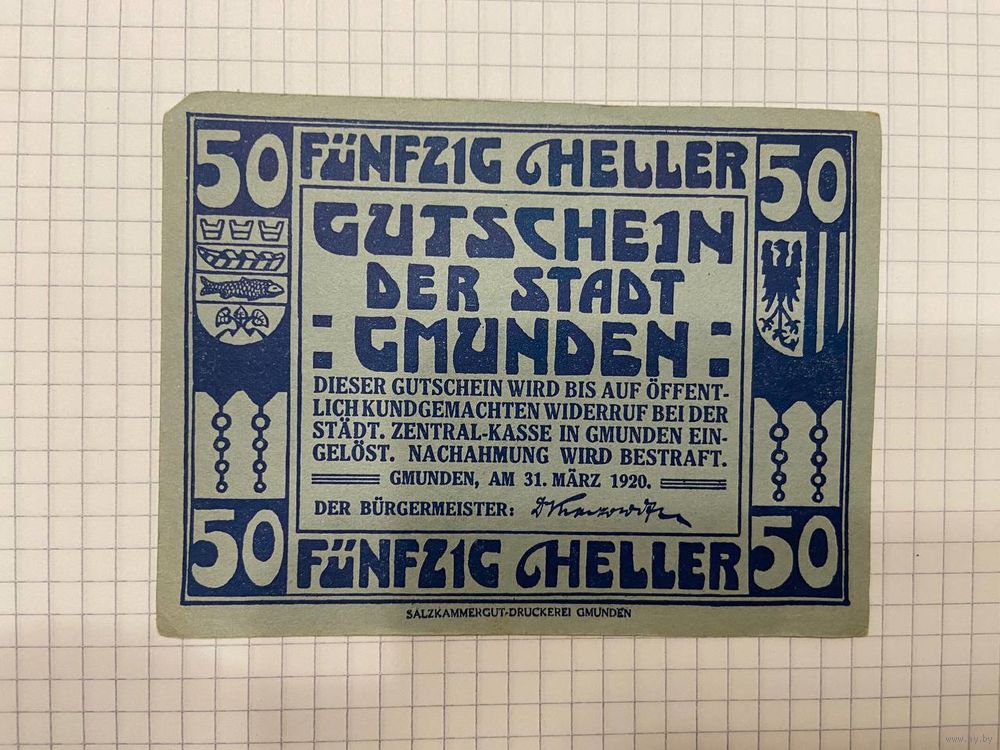 50 FÜNFZIG HELLER 50
GUTSCHEIN
DER STADT
:GMUNDEN:
DIESER GUTSCHEIN WIRD BIS AUF ÖFFENT-
LICH KUNDGEMACHTEN WIDERRUF BEI DER
STÄDT. ZENTRAL-KASSE IN GMUNDEN EIN-
GELÖST. NACHAHMUNG WIRD BESTRAFT.
GMUNDEN, AM 31. MÄRZ 1920.
DER BÜRGERMEISTER:
50 FÜNFZIG HELLER 50
SALZKAMMERGUT-DRUCKEREI GMUNDEN